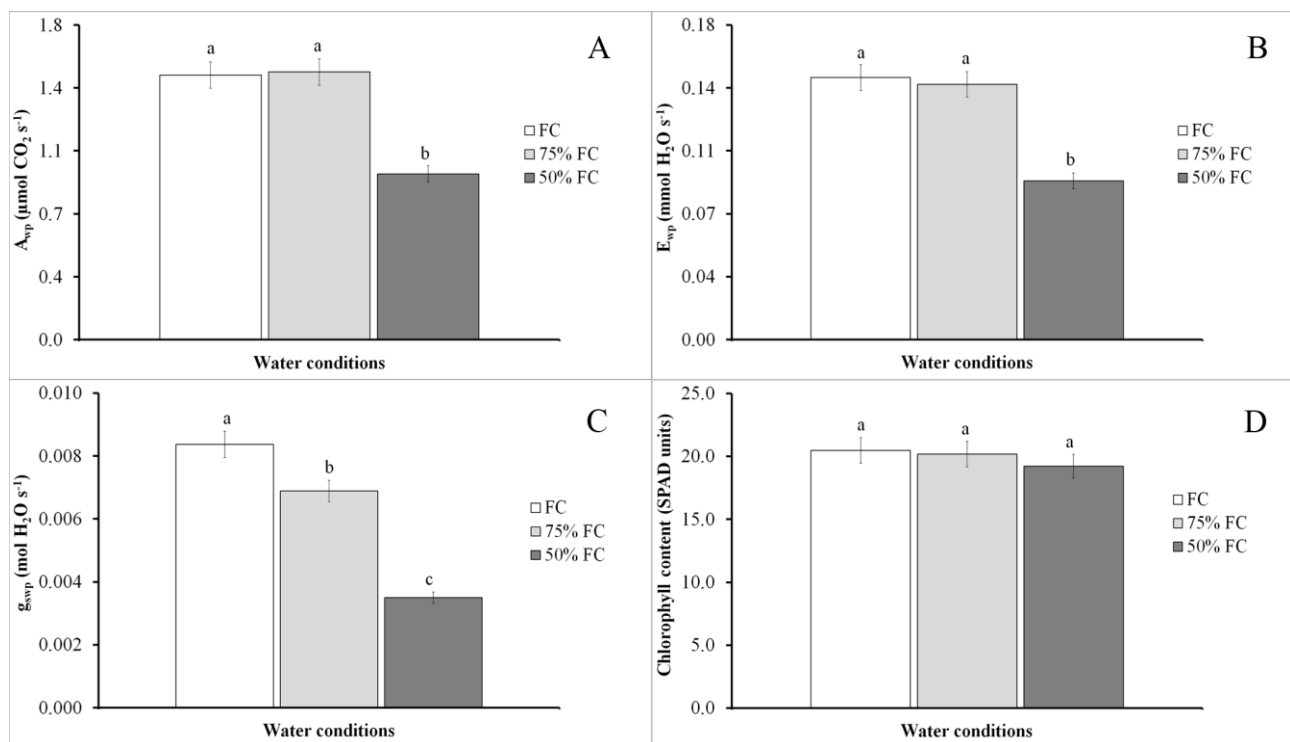 A
A_wp (μmol CO₂ s⁻¹)
1.8
1.4
1.1
0.7
0.4
0.0
a
a
b
FC
75% FC
50% FC
Water conditions
B
E_wp (mmol H₂O s⁻¹)
0.18
0.14
0.11
0.07
0.04
0.00
a
a
b
FC
75% FC
50% FC
Water conditions
C
g_swp (mol H₂O s⁻¹)
0.010
0.008
0.006
0.004
0.002
0.000
a
b
c
FC
75% FC
50% FC
Water conditions
D
Chlorophyll content (SPAD units)
25.0
20.0
15.0
10.0
5.0
0.0
a
a
a
FC
75% FC
50% FC
Water conditions